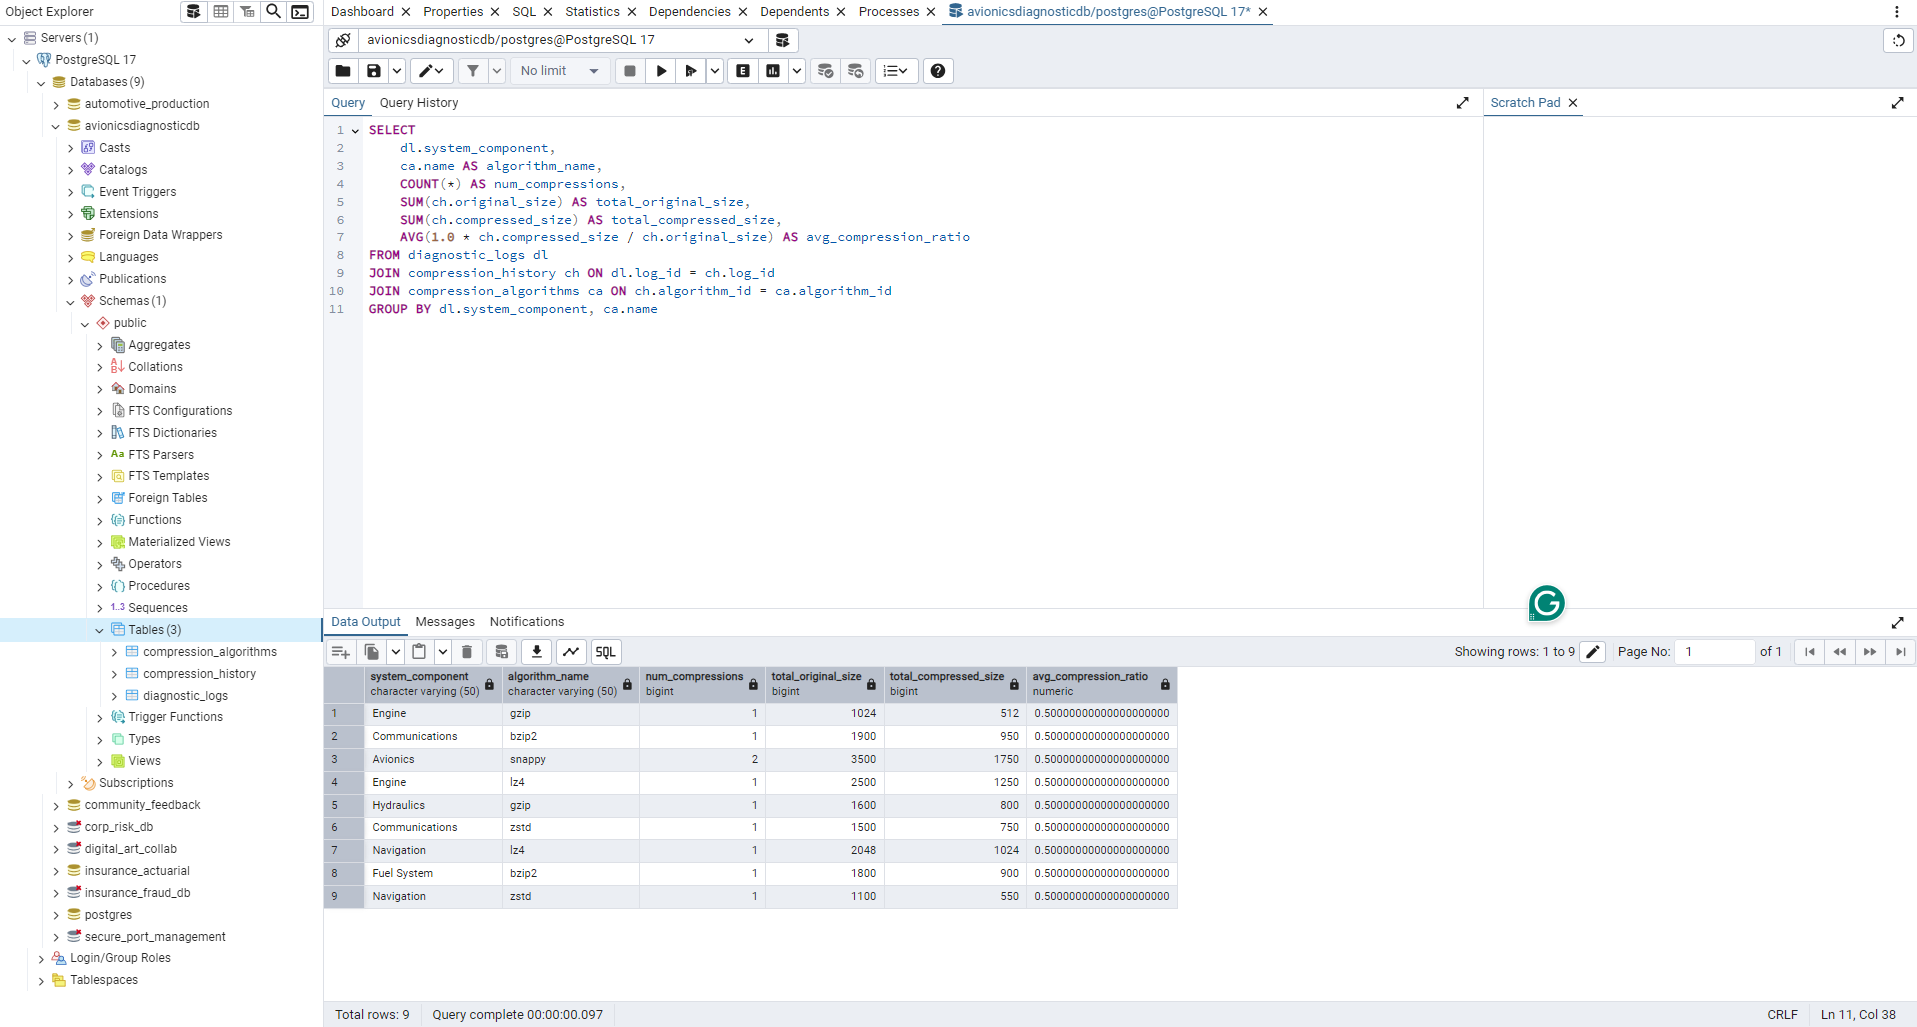 Object Explorer
Servers (1)
PostgreSQL 17
Databases (9)
automotive_production
avionicsdiagnosticdb
Casts
Catalogs
Event Triggers
Extensions
Foreign Data Wrappers
Languages
Publications
Schemas (1)
public
Aggregates
Collations
Domains
FTS Configurations
FTS Dictionaries
Aa FTS Parsers
FTS Templates
Foreign Tables
Functions
Materialized Views
Operators
Procedures
1..3 Sequences
Tables (3)
compression_algorithms
compression_history
diagnostic_logs
Trigger Functions
Types
Views
Subscriptions
community_feedback
corp_risk_db
digital_art_collab
insurance_actuarial
insurance_fraud_db
postgres
secure_port_management
Login/Group Roles
Tablespaces
Dashboard Properties SQL Statistics Dependencies Dependents Processes avionicsdiagnosticdb/postgres@PostgreSQL 17*
avionicsdiagnosticdb/postgres@PostgreSQL 17
No limit E
Query Query History
Scratch Pad
1 SELECT
2 dl.system_component,
3 ca.name AS algorithm_name,
4 COUNT(*) AS num_compressions,
5 SUM(ch.original_size) AS total_original_size,
6 SUM(ch.compressed_size) AS total_compressed_size,
7 AVG(1.0 * ch.compressed_size / ch.original_size) AS avg_compression_ratio
8 FROM diagnostic_logs dl
9 JOIN compression_history ch ON dl.log_id = ch.log_id
10 JOIN compression_algorithms ca ON ch.algorithm_id = ca.algorithm_id
11 GROUP BY dl.system_component, ca.name
Data Output Messages Notifications
SQL
Showing rows: 1 to 9 Page No: 1 of 1
system_component algorithm_name num_compressions total_original_size total_compressed_size avg_compression_ratio
character varying (50) character varying (50) bigint bigint bigint numeric
1 Engine gzip 1 1024 512 0.50000000000000000000
2 Communications bzip2 1 1900 950 0.50000000000000000000
3 Avionics snappy 2 3500 1750 0.50000000000000000000
4 Engine lz4 1 2500 1250 0.50000000000000000000
5 Hydraulics gzip 1 1600 800 0.50000000000000000000
6 Communications zstd 1 1500 750 0.50000000000000000000
7 Navigation lz4 1 2048 1024 0.50000000000000000000
8 Fuel System bzip2 1 1800 900 0.50000000000000000000
9 Navigation zstd 1 1100 550 0.50000000000000000000
Total rows: 9 Query complete 00:00:00.097 CRLF Ln 11, Col 38